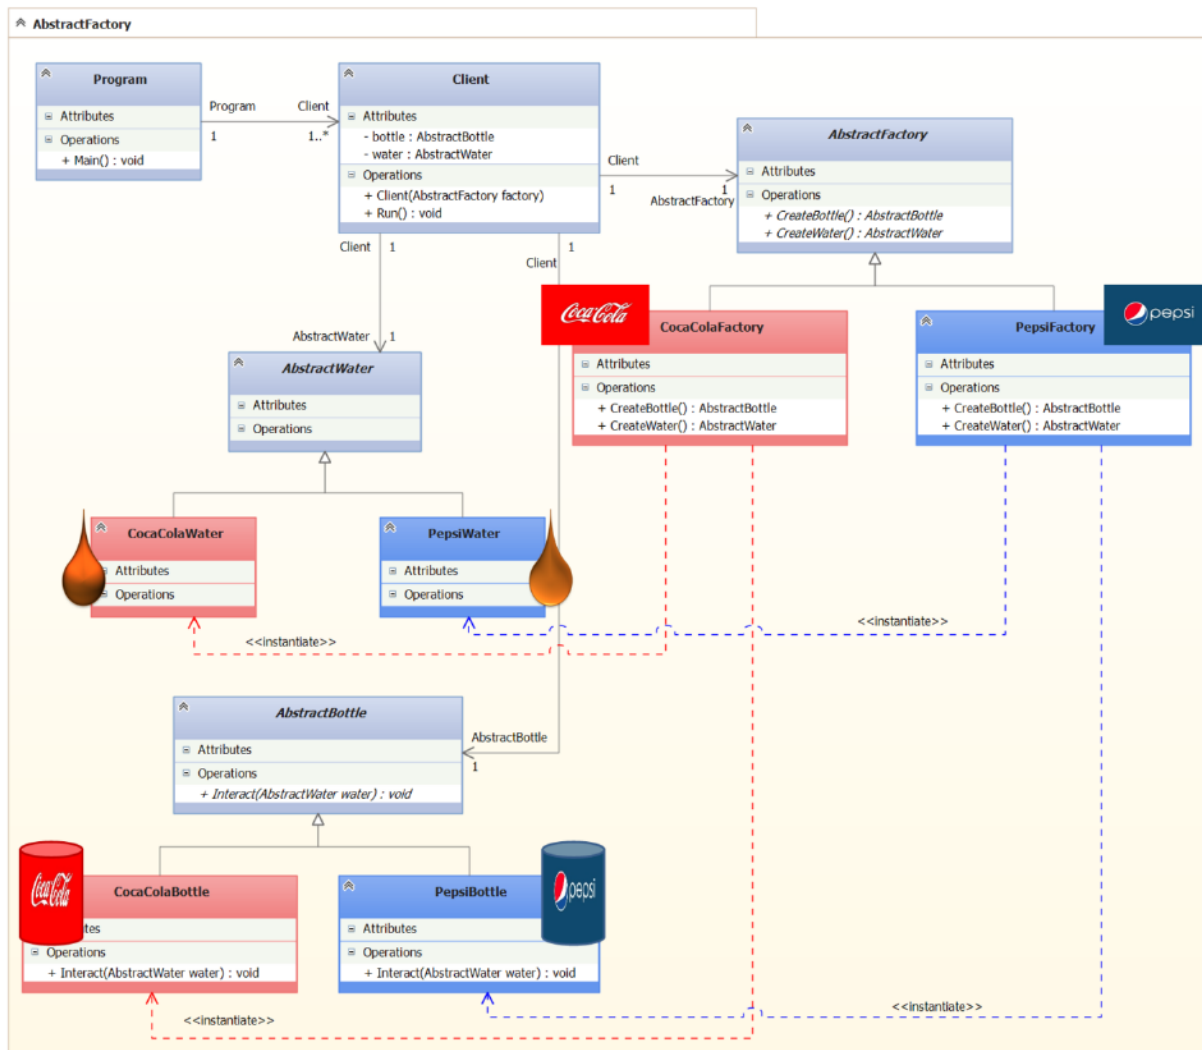 AbstractFactory
Program
Attributes
Operations
+ Main() : void
Program
Client
1
1..*
Client
Attributes
- bottle : AbstractBottle
- water : AbstractWater
Operations
+ Client(AbstractFactory factory)
+ Run() : void
Client
1
1
AbstractFactory
AbstractFactory
Attributes
Operations
+ CreateBottle() : AbstractBottle
+ CreateWater() : AbstractWater
Client
1
1
Client
Coca-Cola
CocaColaFactory
Attributes
Operations
+ CreateBottle() : AbstractBottle
+ CreateWater() : AbstractWater
pepsi
PepsiFactory
Attributes
Operations
+ CreateBottle() : AbstractBottle
+ CreateWater() : AbstractWater
AbstractWater
1
AbstractWater
Attributes
Operations
CocaColaWater
Attributes
Operations
PepsiWater
Attributes
Operations
<<instantiate>>
<<instantiate>>
AbstractBottle
Attributes
Operations
+ Interact(AbstractWater water) : void
AbstractBottle
1
Coca-Cola
CocaColaBottle
tes
Operations
+ Interact(AbstractWater water) : void
PepsiBottle
Attributes
Operations
+ Interact(AbstractWater water) : void
pepsi
<<instantiate>>
<<instantiate>>